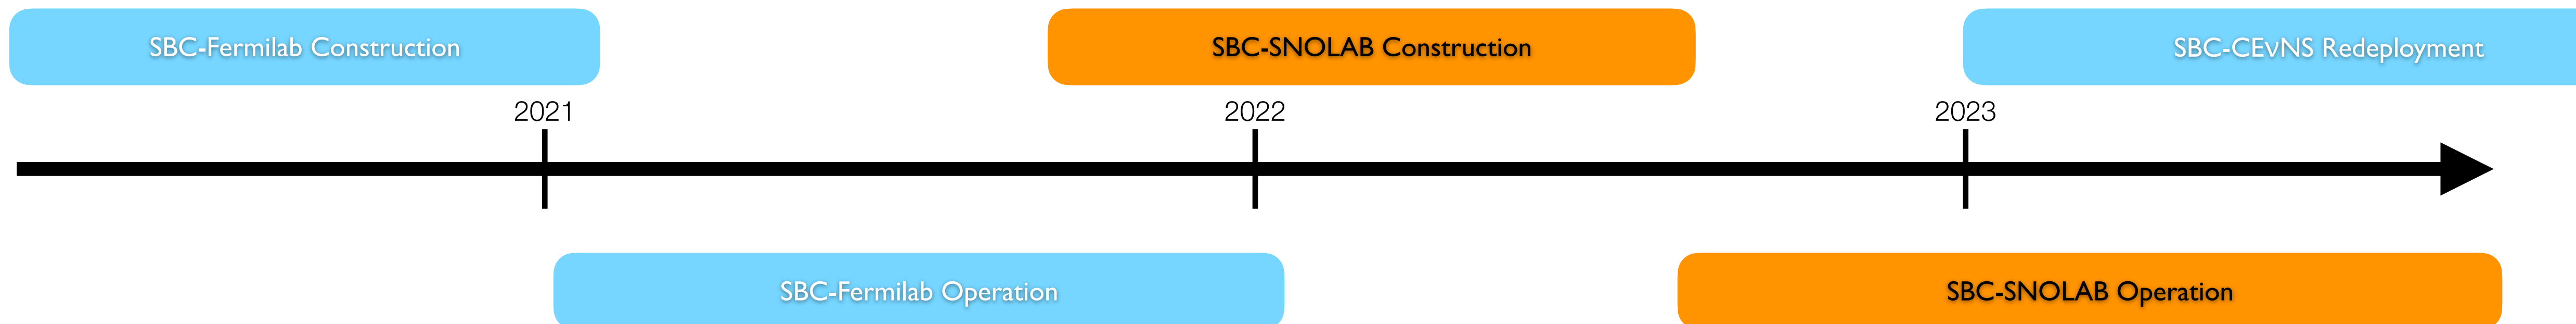 SBC-Fermilab Construction
SBC-SNOLAB Construction
SBC-CEνNS Redeployment
2021
2022
2023
SBC-Fermilab Operation
SBC-SNOLAB Operation